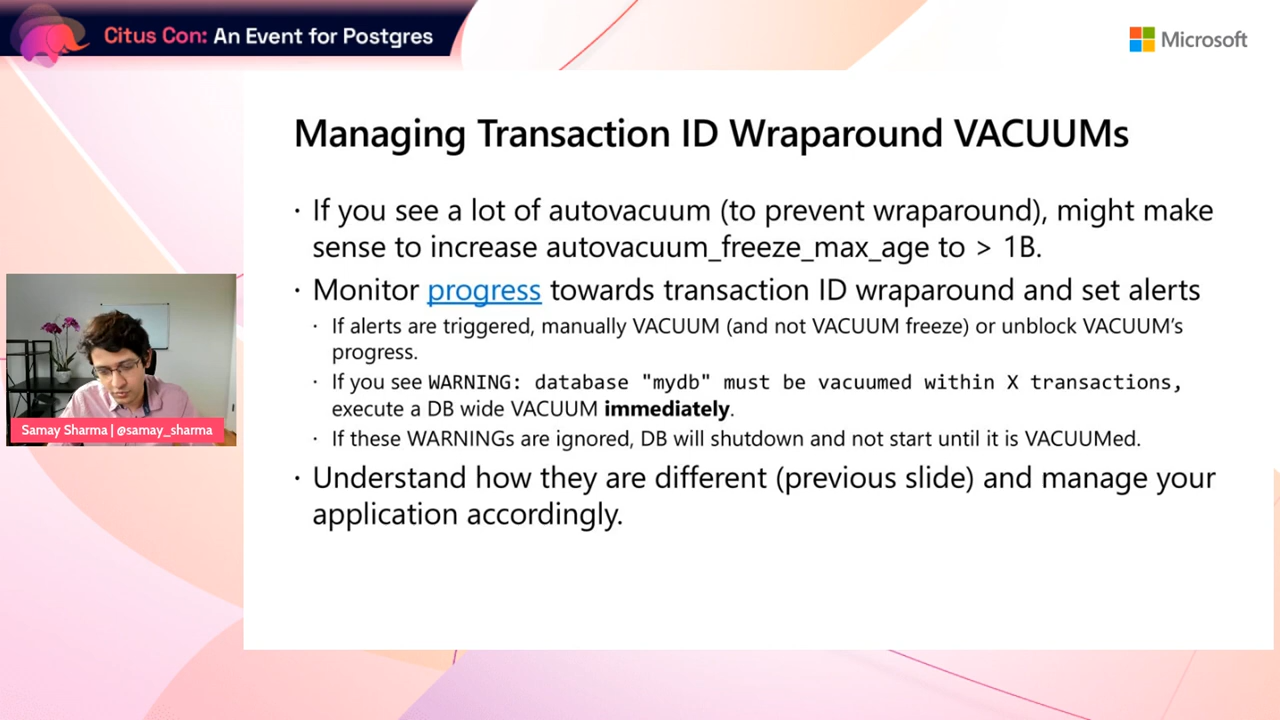 Citus Con: An Event for Postgres
Microsoft
Managing Transaction ID Wraparound VACUUMs
· If you see a lot of autovacuum (to prevent wraparound), might make
sense to increase autovacuum_freeze_max_age to > 1B.
· Monitor progress towards transaction ID wraparound and set alerts
· If alerts are triggered, manually VACUUM (and not VACUUM freeze) or unblock VACUUM's
progress.
· If you see WARNING: database "mydb" must be vacuumed within X transactions,
execute a DB wide VACUUM immediately.
· If these WARNINGs are ignored, DB will shutdown and not start until it is VACUUMed.
· Understand how they are different (previous slide) and manage your
application accordingly.
Samay Sharma | @samay_sharma